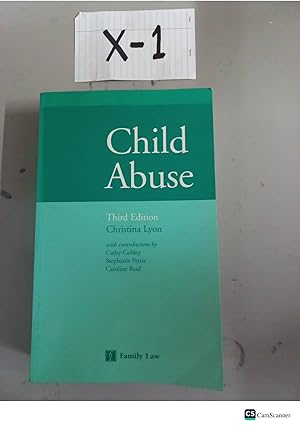 X-1
Child
Abuse
Third Edition
Christina Lyon
with contributions by
Cathy Cobley
Stephanie Petrie
Caroline Reid
Family Law
CS CamScanner